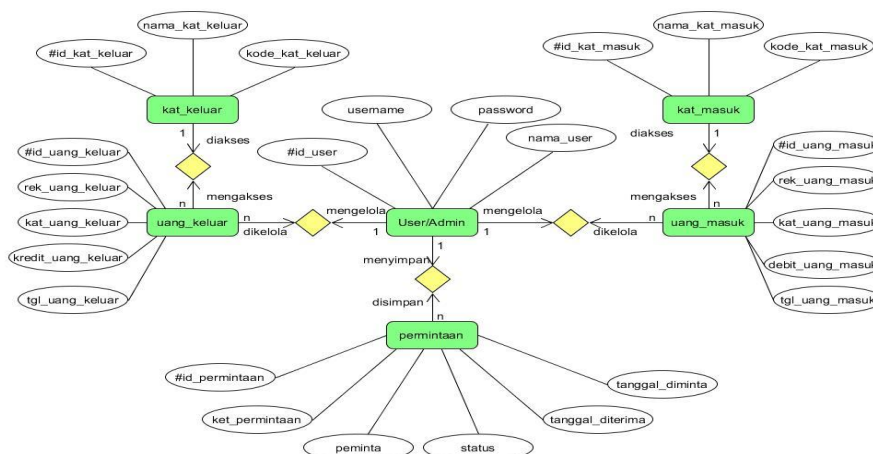 nama_kat_keluar
#id_kat_keluar
kode_kat_keluar
kat_keluar
1
diakses
mengakses
n
#id_uang_keluar
rek_uang_keluar
kat_uang_keluar
kredit_uang_keluar
tgl_uang_keluar
uang_keluar
n
dikelola
username
password
#id_user
nama_user
mengelola
1
User/Admin
mengelola
1
1
menyimpan
disimpan
n
permintaan
#id_permintaan
ket_permintaan
peminta
status
tanggal_diterima
tanggal_diminta
nama_kat_masuk
#id_kat_masuk
kode_kat_masuk
kat_masuk
1
diakses
mengakses
n
n
dikelola
uang_masuk
#id_uang_masuk
rek_uang_masuk
kat_uang_masuk
debit_uang_masuk
tgl_uang_masuk